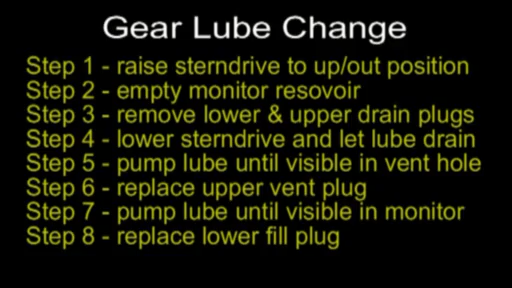 Gear Lube Change
Step 1 - raise sterndrive to up/out position
Step 2 - empty monitor resovoir
Step 3 - remove lower & upper drain plugs
Step 4 - lower sterndrive and let lube drain
Step 5 - pump lube until visible in vent hole
Step 6 - replace upper vent plug
Step 7 - pump lube until visible in monitor
Step 8 - replace lower fill plug